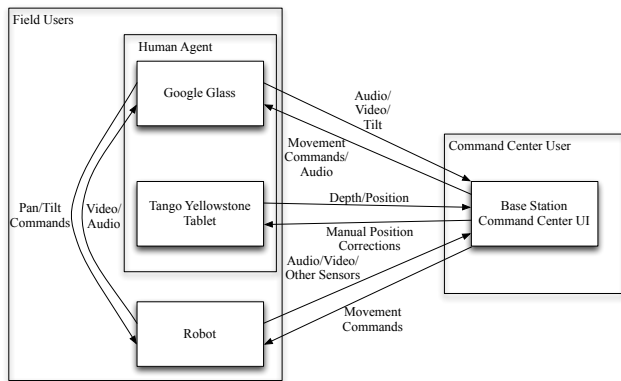 Field Users
Human Agent
Google Glass
Audio/
Video/
Tilt
Movement
Commands/
Audio
Command Center User
Pan/Tilt
Commands
Video/
Audio
Tango Yellowstone
Tablet
Depth/Position
Base Station
Command Center UI
Manual Position
Corrections
Audio/Video/
Other Sensors
Robot
Movement
Commands